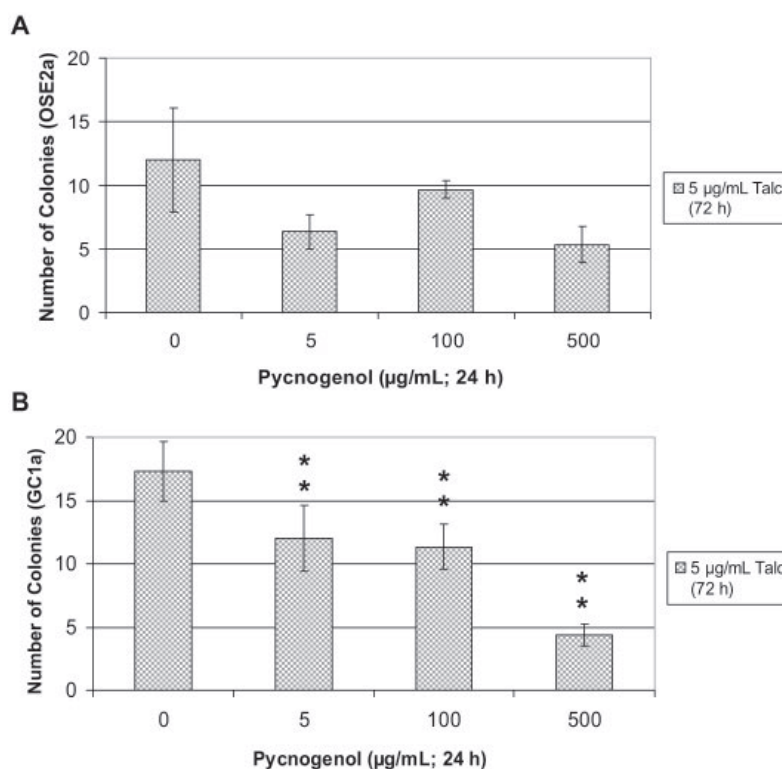 A
20
15
10
5
0
Number of Colonies (OSE2a)
0 5 100 500
Pycnogenol (µg/mL; 24 h)
5 µg/mL Talc
(72 h)
B
20
15
10
5
0
Number of Colonies (GC1a)
* * *
* * *
0 5 100 500
Pycnogenol (µg/mL; 24 h)
5 µg/mL Talc
(72 h)